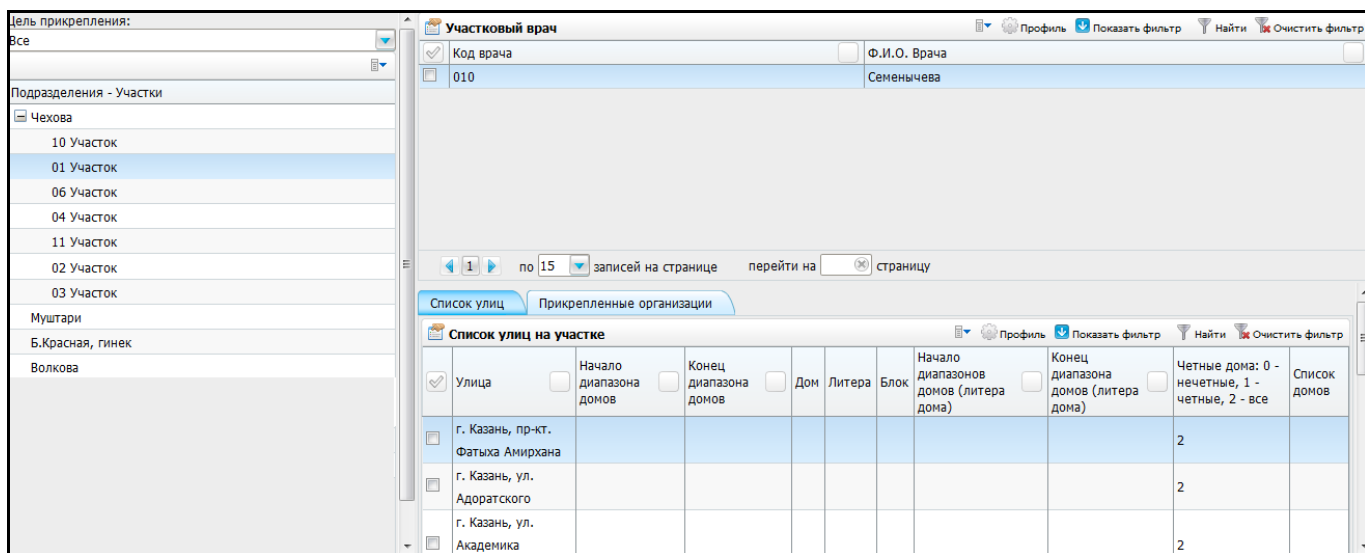 Цель прикрепления:
Все
Подразделения - Участки
Чехова
10 Участок
01 Участок
06 Участок
04 Участок
11 Участок
02 Участок
03 Участок
Муштари
Б.Красная, гинек
Волкова
Участковый врач
Профиль Показать фильтр Найти Очистить фильтр
Код врача Ф.И.О. Врача
010 Семенычева
1 по 15 записей на странице перейти на страницу
Список улиц Прикрепленные организации
Список улиц на участке
Профиль Показать фильтр Найти Очистить фильтр
Улица
Начало
диапазона
домов
Конец
диапазона
домов
Дом
Литера
Блок
Начало
диапазонов
домов (литера
дома)
Конец
диапазона
домов (литера
дома)
Четные дома: 0 -
нечетные, 1 -
четные, 2 - все
Список
домов
г. Казань, пр-кт.
Фатыха Амирхана
2
г. Казань, ул.
Адоратского
2
г. Казань, ул.
Академика
2